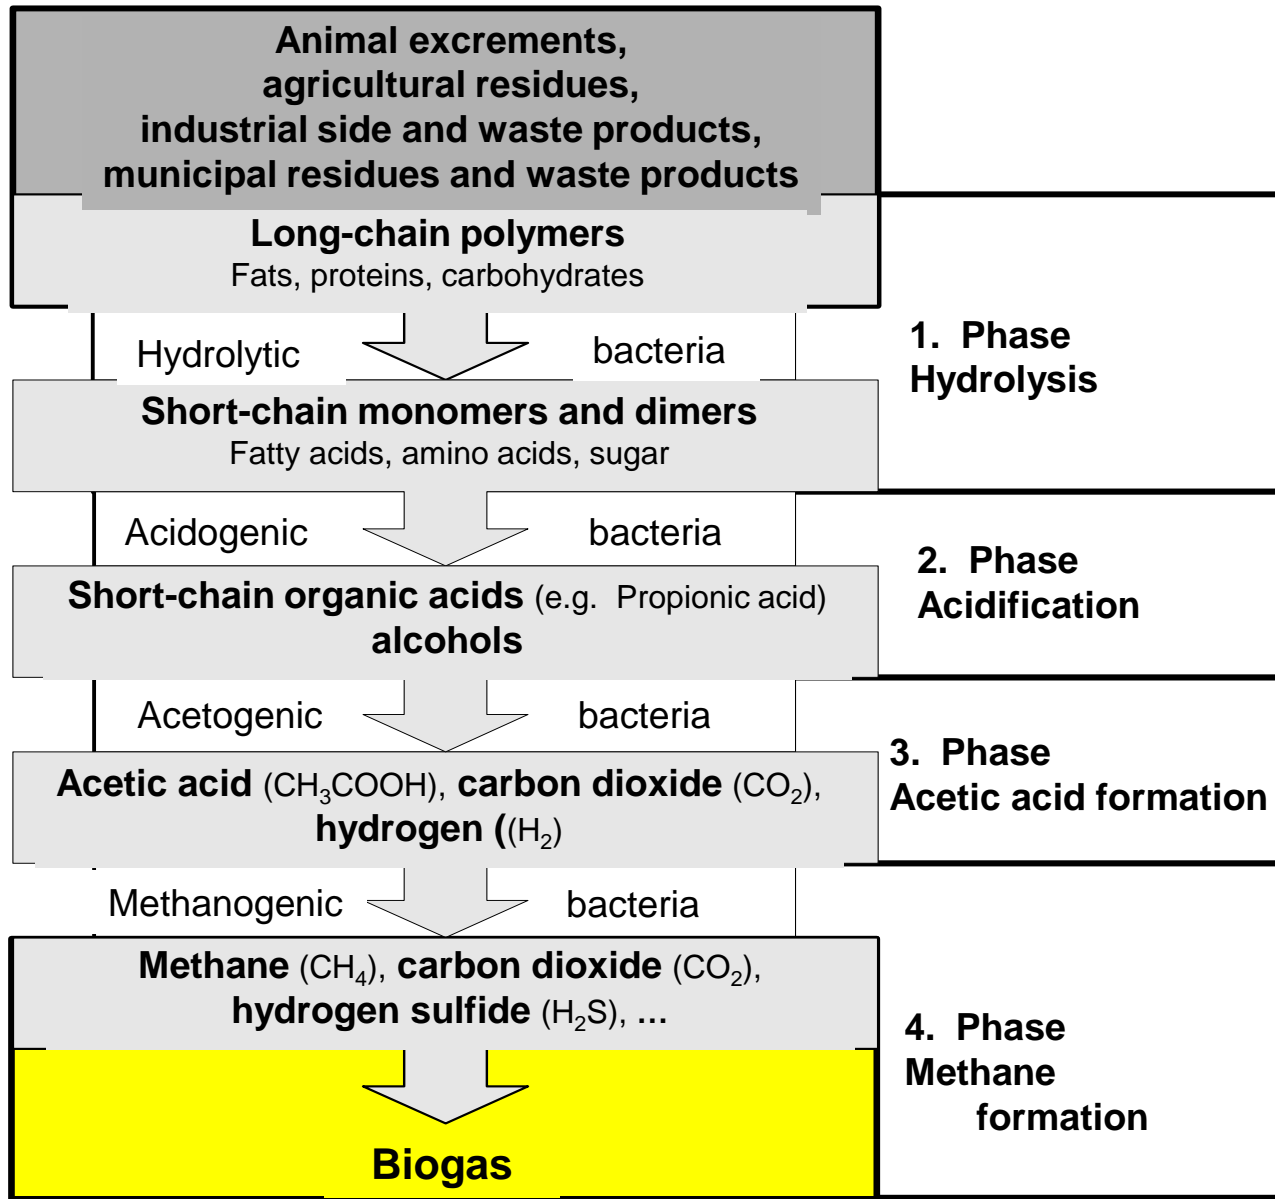 Animal excrements,
agricultural residues,
industrial side and waste products,
municipal residues and waste products
Long-chain polymers
Fats, proteins, carbohydrates
Hydrolytic bacteria
1. Phase
Hydrolysis
Short-chain monomers and dimers
Fatty acids, amino acids, sugar
Acidogenic bacteria
2. Phase
Acidification
Short-chain organic acids (e.g. Propionic acid)
alcohols
Acetogenic bacteria
3. Phase
Acetic acid formation
Acetic acid (CH₃COOH), carbon dioxide (CO₂),
hydrogen ((H₂)
Methanogenic bacteria
Methane (CH₄), carbon dioxide (CO₂),
hydrogen sulfide (H₂S), ...
4. Phase
Methane
formation
Biogas